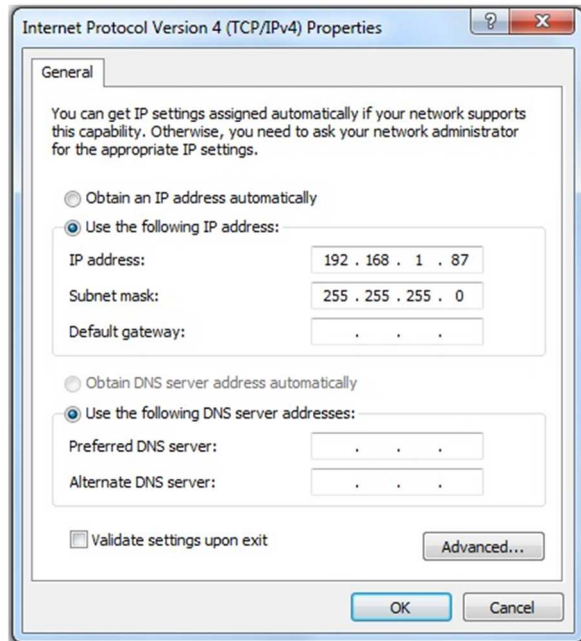 Internet Protocol Version 4 (TCP/IPv4) Properties
?
General
You can get IP settings assigned automatically if your network supports
this capability. Otherwise, you need to ask your network administrator
for the appropriate IP settings.
Obtain an IP address automatically
Use the following IP address:
IP address: 192 . 168 . 1 . 87
Subnet mask: 255 . 255 . 255 . 0
Default gateway: . . .
Obtain DNS server address automatically
Use the following DNS server addresses:
Preferred DNS server: . . .
Alternate DNS server: . . .
Validate settings upon exit
Advanced...
OK Cancel